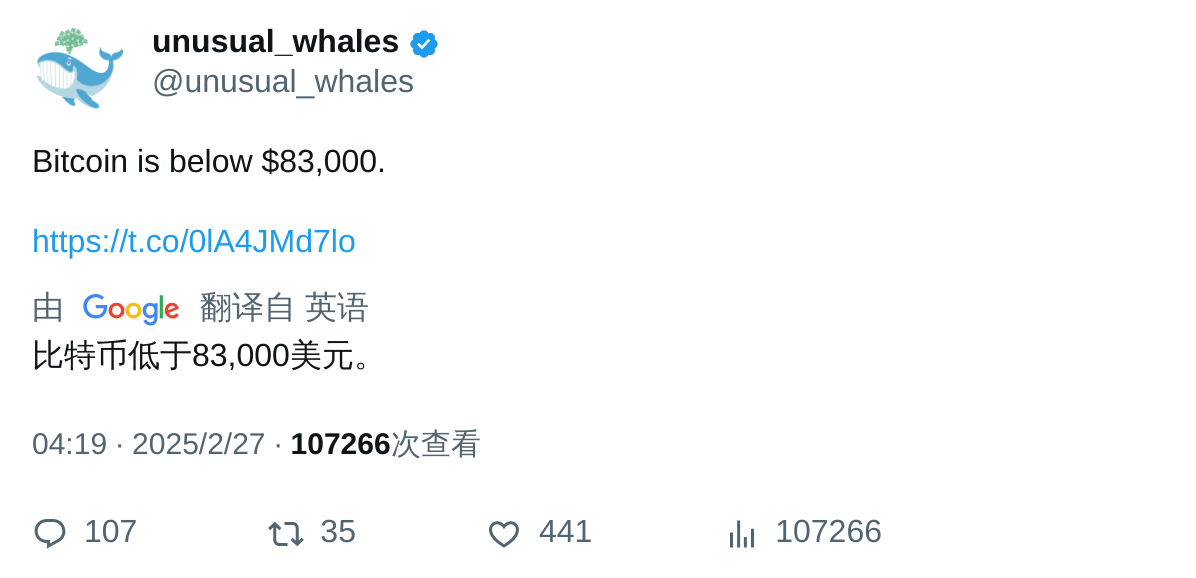 unusual_whales
@unusual_whales
Bitcoin is below $83,000.
https://t.co/0lA4JMd7lo
由 Google 翻译自 英语
比特币低于83,000美元。
04:19 · 2025/2/27 · 107266次查看
107 35 441 107266